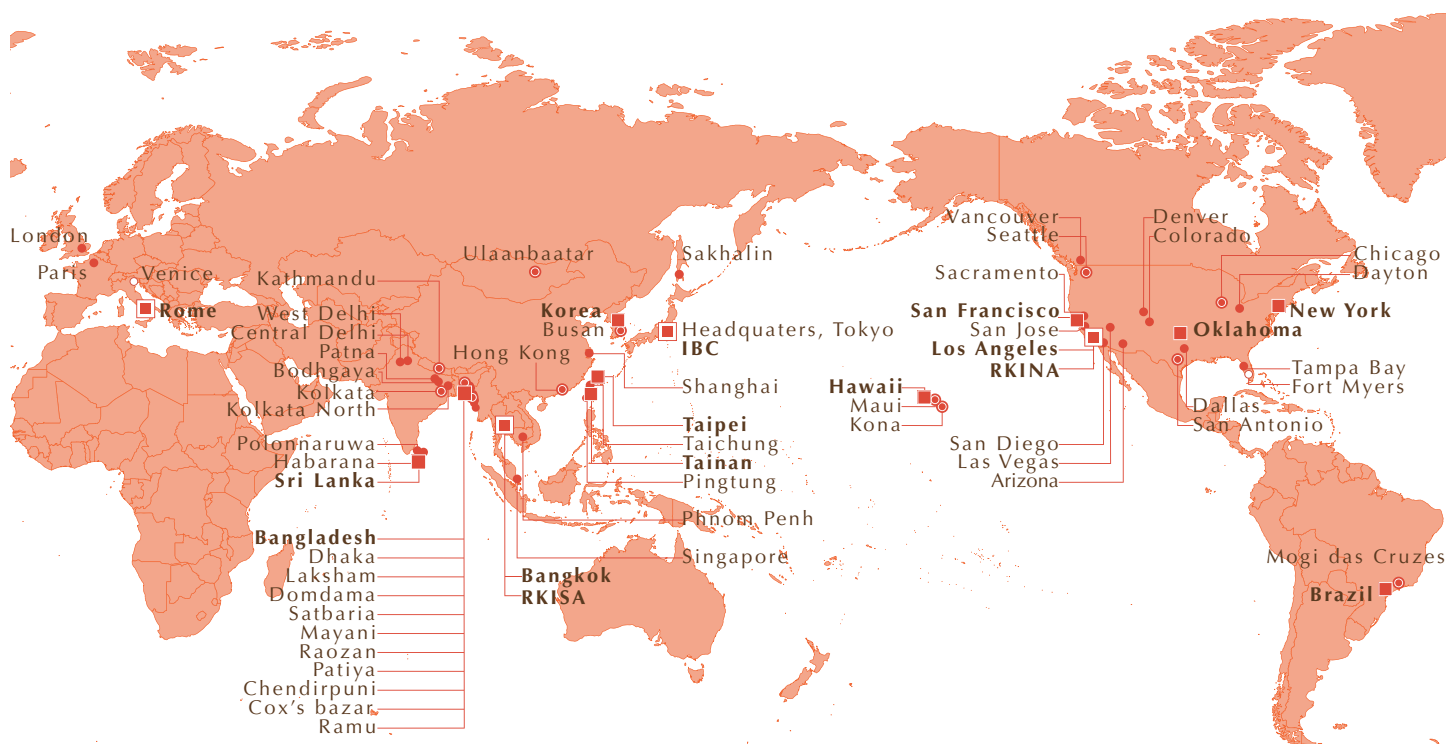 London
Paris
Venice
Rome
Kathmandu
West Delhi
Central Delhi
Patna
Bodhgaya
Kolkata
Kolkata North
Polonnaruwa
Habarana
Sri Lanka
Bangladesh
Dhaka
Laksham
Domdama
Satbaria
Mayani
Raozan
Patiya
Chendirpuni
Cox's bazar
Ramu
Ulaanbaatar
Sakhalin
Korea
Busan
Headquaters, Tokyo
IBC
Hong Kong
Shanghai
Taipei
Taichung
Tainan
Pingtung
Phnom Penh
Singapore
Bangkok
RKISA
Hawaii
Maui
Kona
Vancouver
Seattle
Sacramento
San Francisco
San Jose
Los Angeles
RKINA
San Diego
Las Vegas
Arizona
Denver
Colorado
Chicago
Dayton
New York
Oklahoma
Tampa Bay
Fort Myers
Dallas
San Antonio
Mogi das Cruzes
Brazil